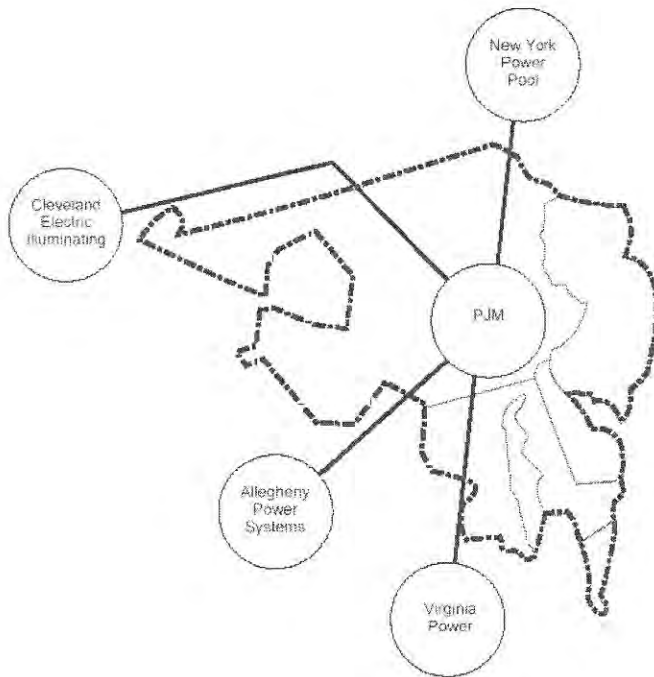 New York
Power
Pool
Cleveland
Electric
Illuminating
PJM
Allegheny
Power
Systems
Virginia
Power